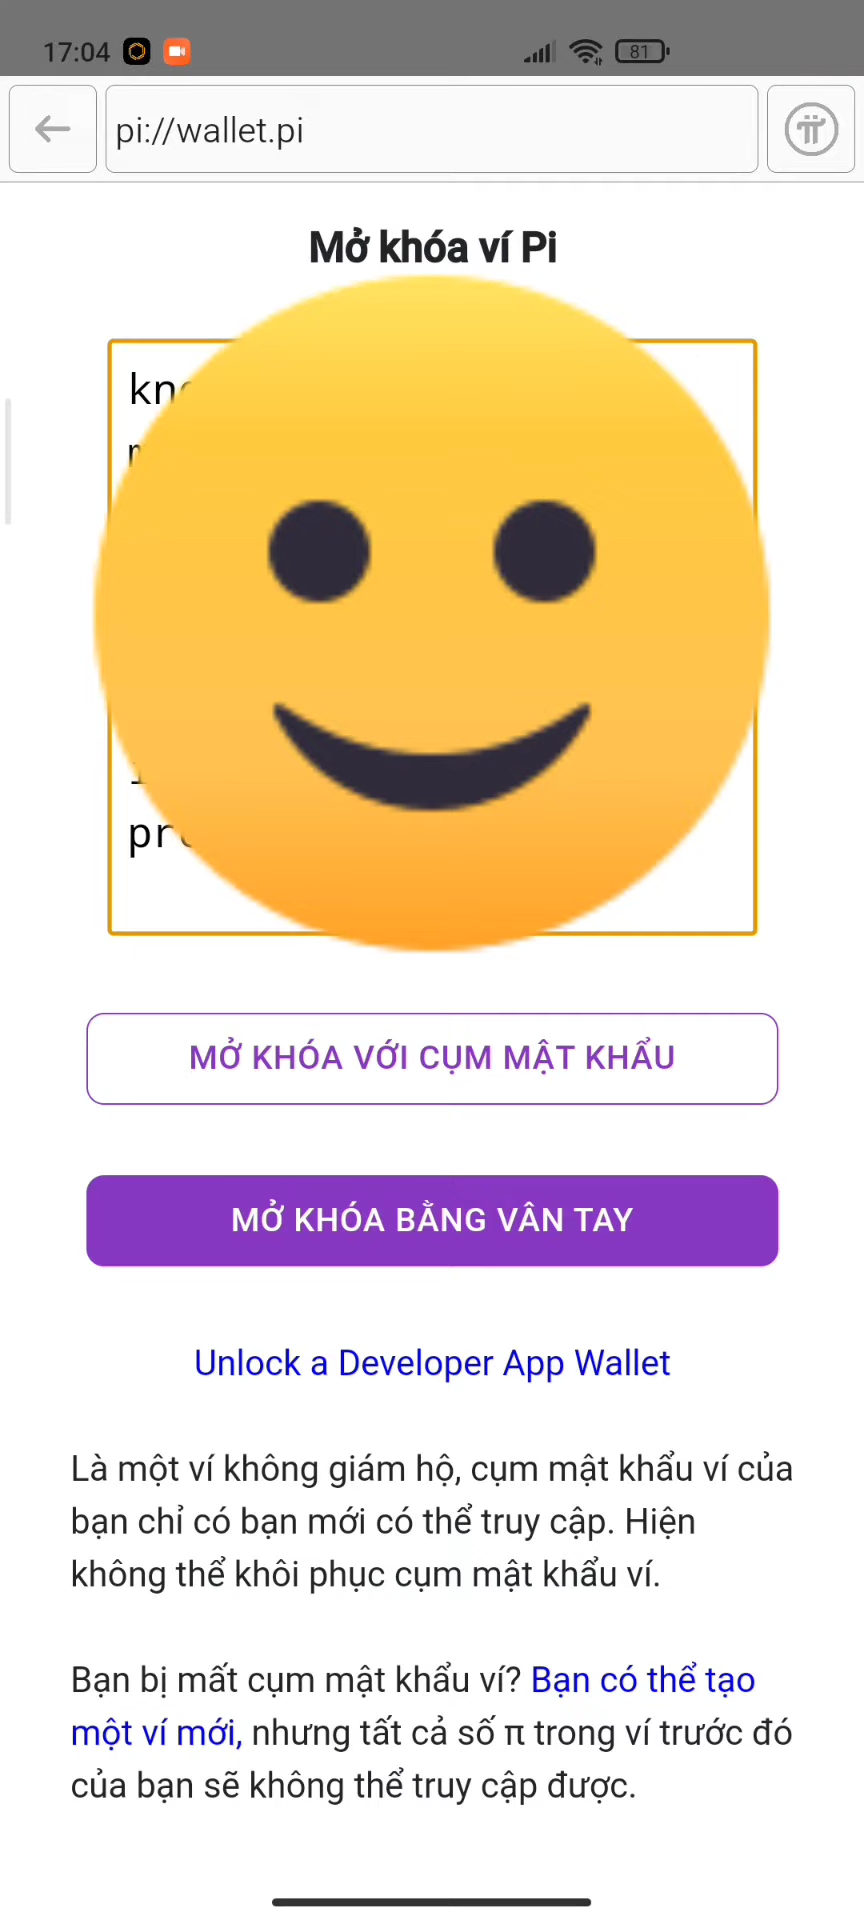 17:04
81
pi://wallet.pi
Mở khóa ví Pi
MỞ KHÓA VỚI CỤM MẬT KHẨU
MỞ KHÓA BẰNG VÂN TAY
Unlock a Developer App Wallet
Là một ví không giám hộ, cụm mật khẩu ví của
bạn chỉ có bạn mới có thể truy cập. Hiện
không thể khôi phục cụm mật khẩu ví.
Bạn bị mất cụm mật khẩu ví? Bạn có thể tạo
một ví mới, nhưng tất cả số π trong ví trước đó
của bạn sẽ không thể truy cập được.